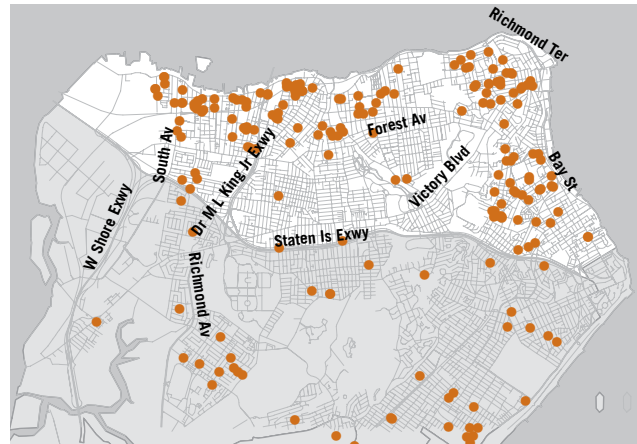 Richmond Ter
Forest Av
South Av
Dr M L King Jr Exwy
Victory Blvd
Bay St
W Shore Exwy
Staten Is Exwy
Richmond Av